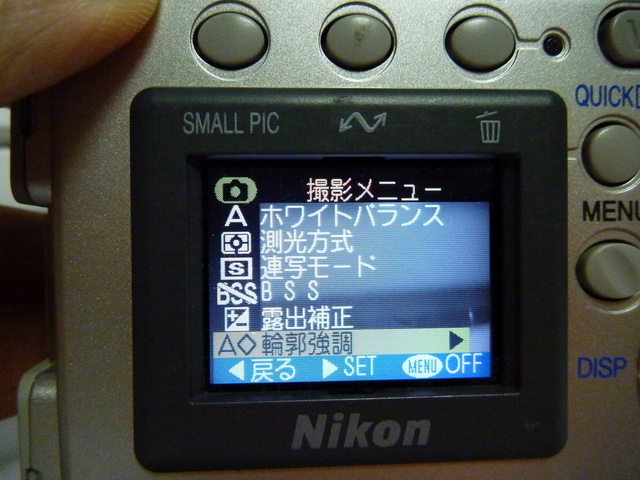 QUICK
SMALL PIC
MENU
撮影メニュー
A ホワイトバランス
測光方式
S 連写モード
BSS BSS
露出補正
A◇ 輪郭強調 ▶
◀戻る ▶SET MENU OFF
DISP
Nikon